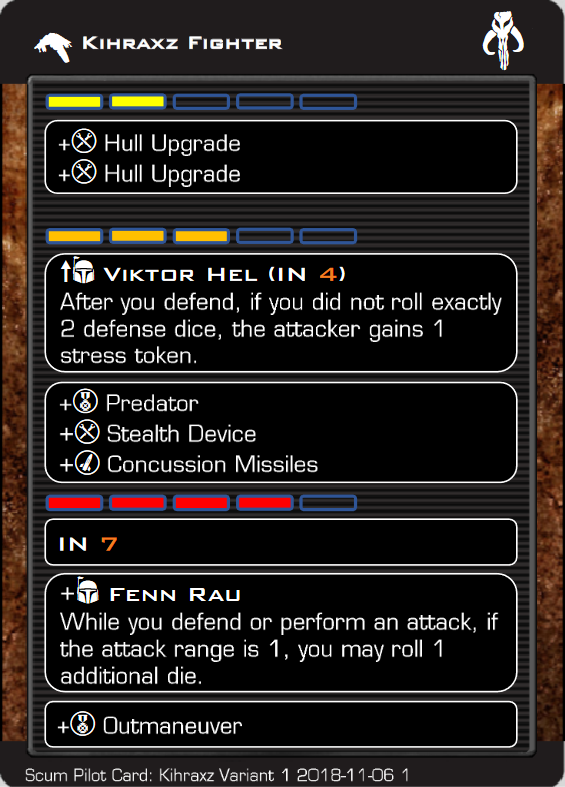 Kihraxz Fighter
+ Hull Upgrade
+ Hull Upgrade
Viktor Hel (IN 4)
After you defend, if you did not roll exactly
2 defense dice, the attacker gains 1
stress token.
+ Predator
+ Stealth Device
+ Concussion Missiles
IN 7
+ Fenn Rau
While you defend or perform an attack, if
the attack range is 1, you may roll 1
additional die.
+ Outmaneuver
Scum Pilot Card: Kihraxz Variant 1 2018-11-06 1